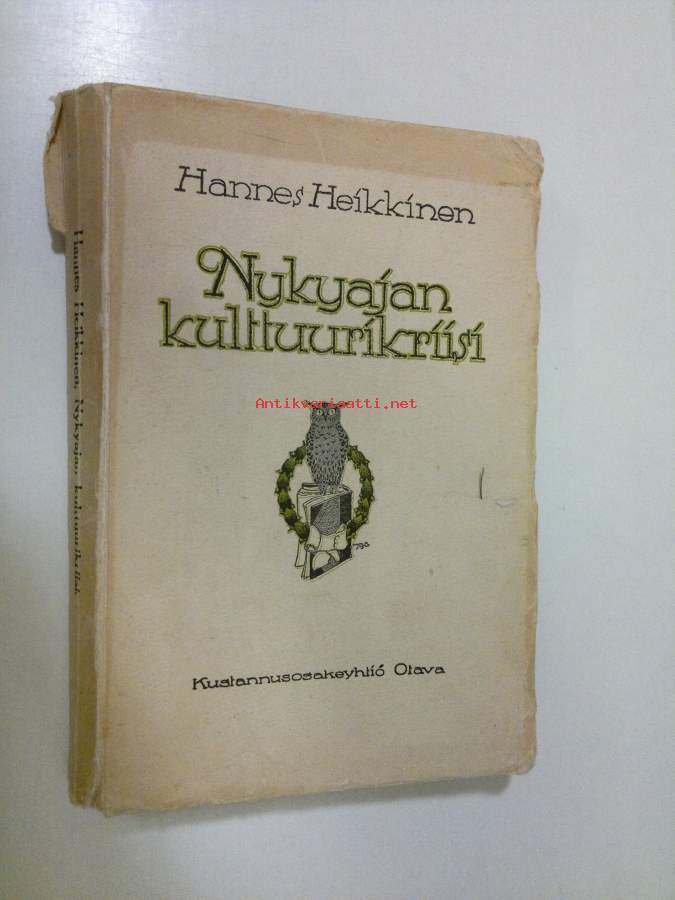 Hannes Heikkinen
Nykyajan
kulttuurikriisi
Antikvariaatti.net
Kustannusosakeyhtiö Otava
Hannes Heikkinen, Nykyajan kulttuurikriisi